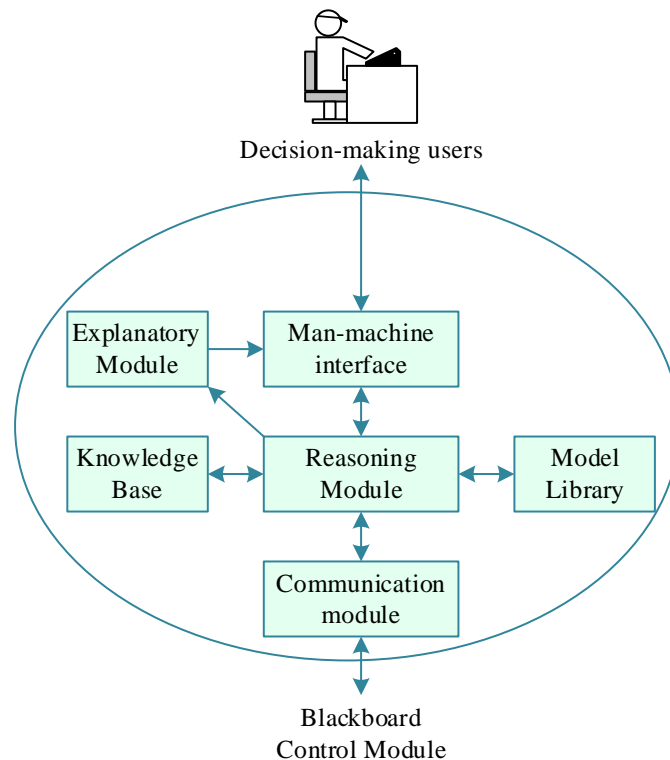 Decision-making users
Explanatory
Module
Man-machine
interface
Knowledge
Base
Reasoning
Module
Model
Library
Communication
module
Blackboard
Control Module